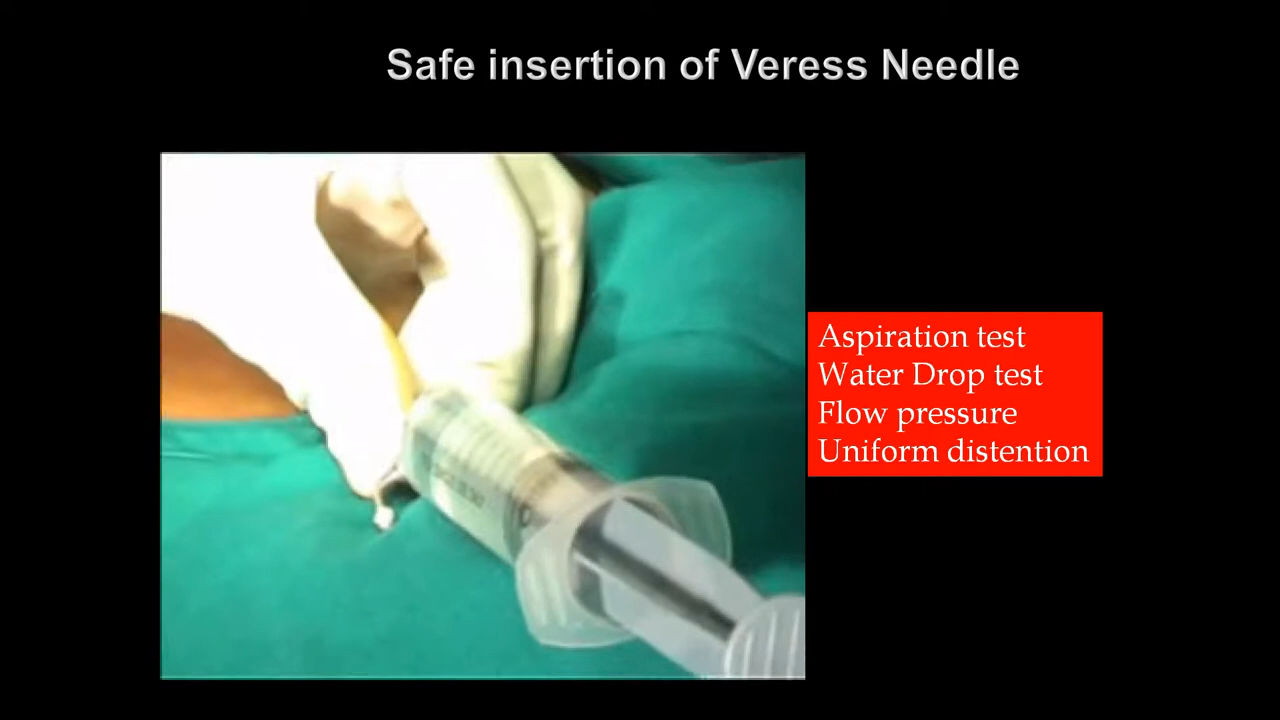 Safe insertion of Veress Needle
Aspiration test
Water Drop test
Flow pressure
Uniform distention